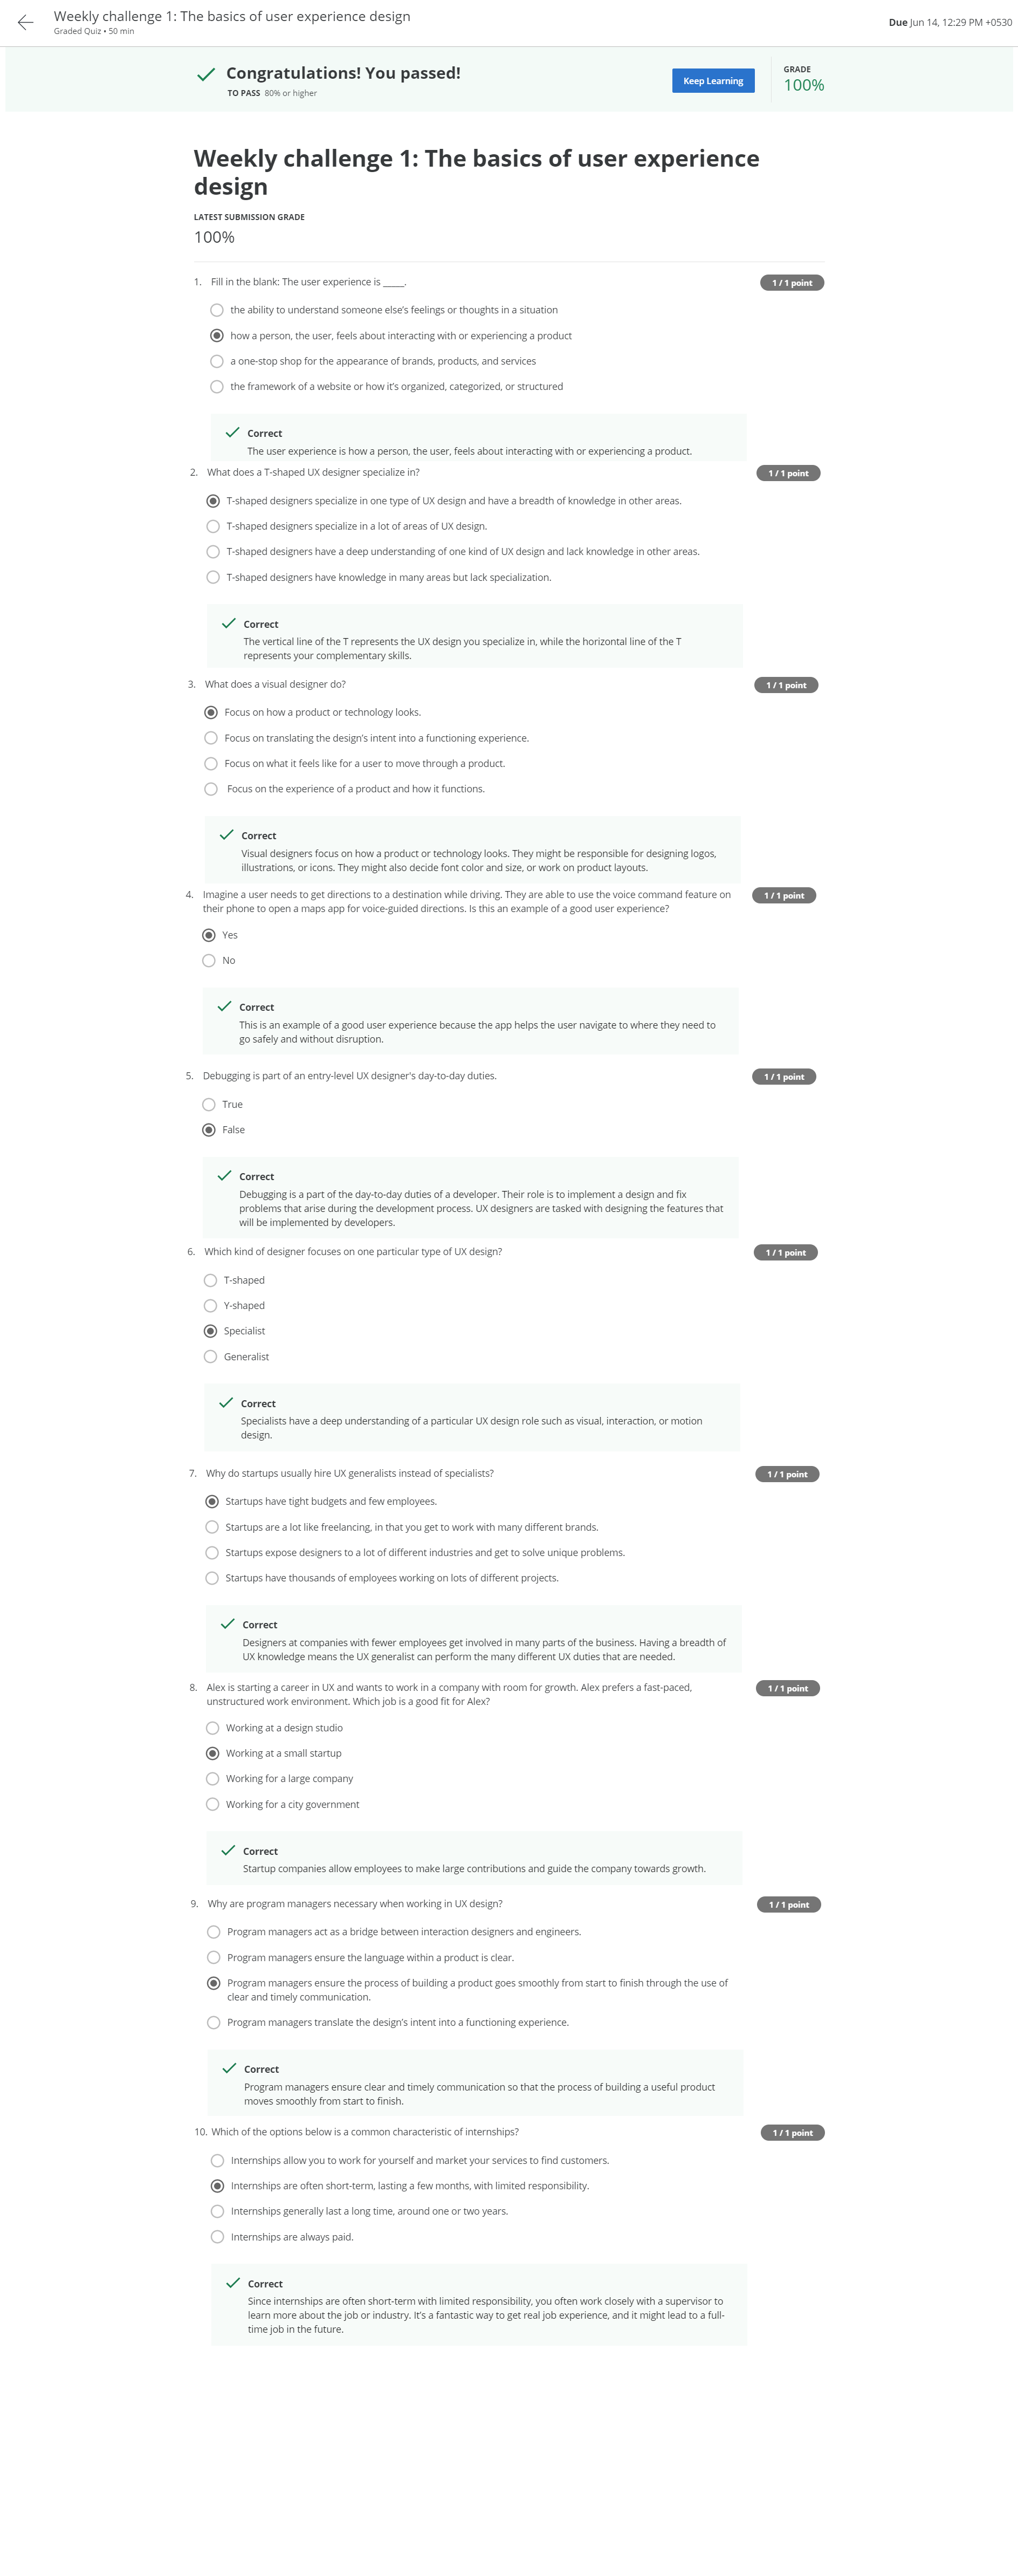 Weekly challenge 1: The basics of user experience design
Graded Quiz • 50 min
Due Jun 14, 12:29 PM +0530
Congratulations! You passed!
TO PASS 80% or higher
Keep Learning
GRADE
100%
Weekly challenge 1: The basics of user experience
design
LATEST SUBMISSION GRADE
100%
1. Fill in the blank: The user experience is _____.
1 / 1 point
the ability to understand someone else’s feelings or thoughts in a situation
how a person, the user, feels about interacting with or experiencing a product
a one-stop shop for the appearance of brands, products, and services
the framework of a website or how it’s organized, categorized, or structured
Correct
The user experience is how a person, the user, feels about interacting with or experiencing a product.
2. What does a T-shaped UX designer specialize in?
1 / 1 point
T-shaped designers specialize in one type of UX design and have a breadth of knowledge in other areas.
T-shaped designers specialize in a lot of areas of UX design.
T-shaped designers have a deep understanding of one kind of UX design and lack knowledge in other areas.
T-shaped designers have knowledge in many areas but lack specialization.
Correct
The vertical line of the T represents the UX design you specialize in, while the horizontal line of the T
represents your complementary skills.
3. What does a visual designer do?
1 / 1 point
Focus on how a product or technology looks.
Focus on translating the design’s intent into a functioning experience.
Focus on what it feels like for a user to move through a product.
Focus on the experience of a product and how it functions.
Correct
Visual designers focus on how a product or technology looks. They might be responsible for designing logos,
illustrations, or icons. They might also decide font color and size, or work on product layouts.
4. Imagine a user needs to get directions to a destination while driving. They are able to use the voice command feature on
their phone to open a maps app for voice-guided directions. Is this an example of a good user experience?
1 / 1 point
Yes
No
Correct
This is an example of a good user experience because the app helps the user navigate to where they need to
go safely and without disruption.
5. Debugging is part of an entry-level UX designer's day-to-day duties.
1 / 1 point
True
False
Correct
Debugging is a part of the day-to-day duties of a developer. Their role is to implement a design and fix
problems that arise during the development process. UX designers are tasked with designing the features that
will be implemented by developers.
6. Which kind of designer focuses on one particular type of UX design?
1 / 1 point
T-shaped
Y-shaped
Specialist
Generalist
Correct
Specialists have a deep understanding of a particular UX design role such as visual, interaction, or motion
design.
7. Why do startups usually hire UX generalists instead of specialists?
1 / 1 point
Startups have tight budgets and few employees.
Startups are a lot like freelancing, in that you get to work with many different brands.
Startups expose designers to a lot of different industries and get to solve unique problems.
Startups have thousands of employees working on lots of different projects.
Correct
Designers at companies with fewer employees get involved in many parts of the business. Having a breadth of
UX knowledge means the UX generalist can perform the many different UX duties that are needed.
8. Alex is starting a career in UX and wants to work in a company with room for growth. Alex prefers a fast-paced,
unstructured work environment. Which job is a good fit for Alex?
1 / 1 point
Working at a design studio
Working at a small startup
Working for a large company
Working for a city government
Correct
Startup companies allow employees to make large contributions and guide the company towards growth.
9. Why are program managers necessary when working in UX design?
1 / 1 point
Program managers act as a bridge between interaction designers and engineers.
Program managers ensure the language within a product is clear.
Program managers ensure the process of building a product goes smoothly from start to finish through the use of
clear and timely communication.
Program managers translate the design’s intent into a functioning experience.
Correct
Program managers ensure clear and timely communication so that the process of building a useful product
moves smoothly from start to finish.
10. Which of the options below is a common characteristic of internships?
1 / 1 point
Internships allow you to work for yourself and market your services to find customers.
Internships are often short-term, lasting a few months, with limited responsibility.
Internships generally last a long time, around one or two years.
Internships are always paid.
Correct
Since internships are often short-term with limited responsibility, you often work closely with a supervisor to
learn more about the job or industry. It’s a fantastic way to get real job experience, and it might lead to a full-
time job in the future.